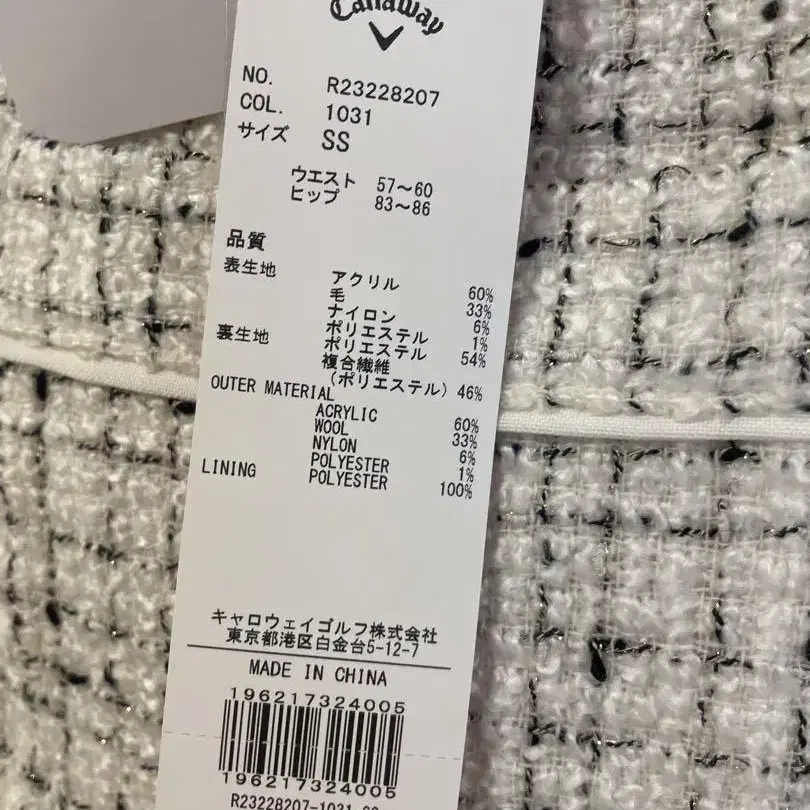 Callaway
NO. R23228207
COL. 1031
サイズ SS
ウエスト 57～60
ヒップ 83～86
品質
表生地 アクリル 60%
毛 33%
ナイロン 6%
ポリエステル 1%
裏生地 ポリエステル 54%
複合繊維
(ポリエステル) 46%
OUTER MATERIAL
ACRYLIC 60%
WOOL 33%
NYLON 6%
POLYESTER 1%
LINING POLYESTER 100%
キャロウェイゴルフ株式会社
東京都港区白金台5-12-7
MADE IN CHINA
196217324005
196217324005
R23228207-1031-